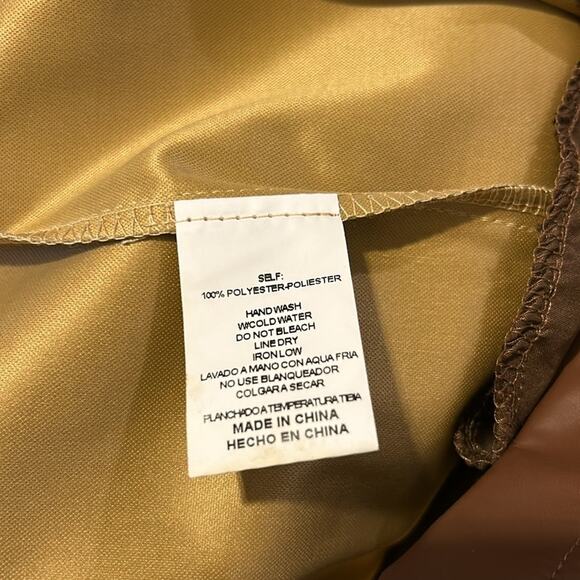 SELF:
100% POLYESTER-POLIESTER
HAND WASH
W/COLD WATER
DO NOT BLEACH
LINE DRY
IRON LOW
LAVADO A MANO CON AQUA FRIA
NO USE BLANQUEADOR
COLGAR A SECAR
PLANCHADO A TEMPERATURA TIBIA
MADE IN CHINA
HECHO EN CHINA